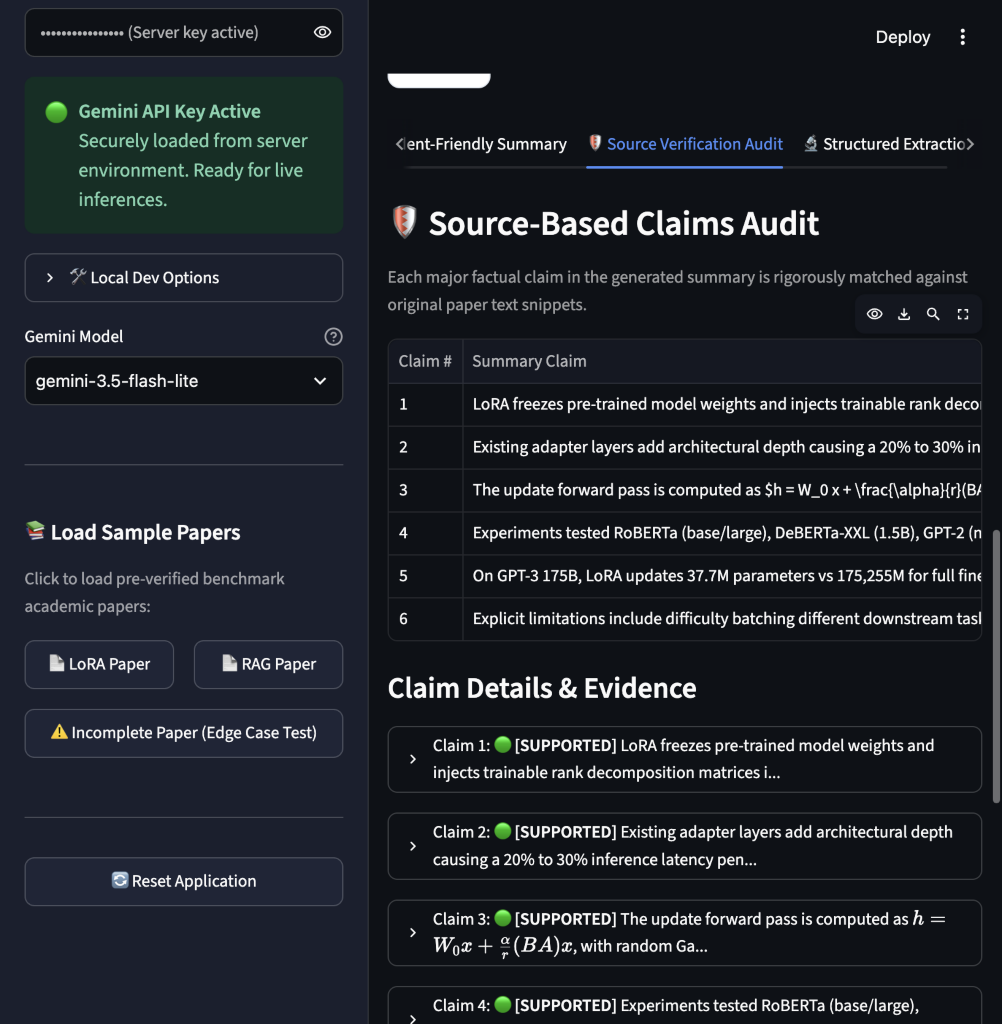 •••••••••••••••• (Server key active)
Gemini API Key Active
Securely loaded from server
environment. Ready for live
inferences.
Local Dev Options
Gemini Model
gemini-3.5-flash-lite
Load Sample Papers
Click to load pre-verified benchmark
academic papers:
LoRA Paper
RAG Paper
Incomplete Paper (Edge Case Test)
Reset Application
Deploy
ent-Friendly Summary
Source Verification Audit
Structured Extractio
Source-Based Claims Audit
Each major factual claim in the generated summary is rigorously matched against
original paper text snippets.
Claim # Summary Claim
1 LoRA freezes pre-trained model weights and injects trainable rank deco
2 Existing adapter layers add architectural depth causing a 20% to 30% in
3 The update forward pass is computed as $h = W_0 x + \frac{\alpha}{r}(BA
4 Experiments tested RoBERTa (base/large), DeBERTa-XXL (1.5B), GPT-2 (m
5 On GPT-3 175B, LoRA updates 37.7M parameters vs 175,255M for full fine
6 Explicit limitations include difficulty batching different downstream tas
Claim Details & Evidence
Claim 1: [SUPPORTED] LoRA freezes pre-trained model weights and
injects trainable rank decomposition matrices i...
Claim 2: [SUPPORTED] Existing adapter layers add architectural depth
causing a 20% to 30% inference latency pen...
Claim 3: [SUPPORTED] The update forward pass is computed as h =
W₀x + α/r (BA)x, with random Ga...
Claim 4: [SUPPORTED] Experiments tested RoBERTa (base/large),